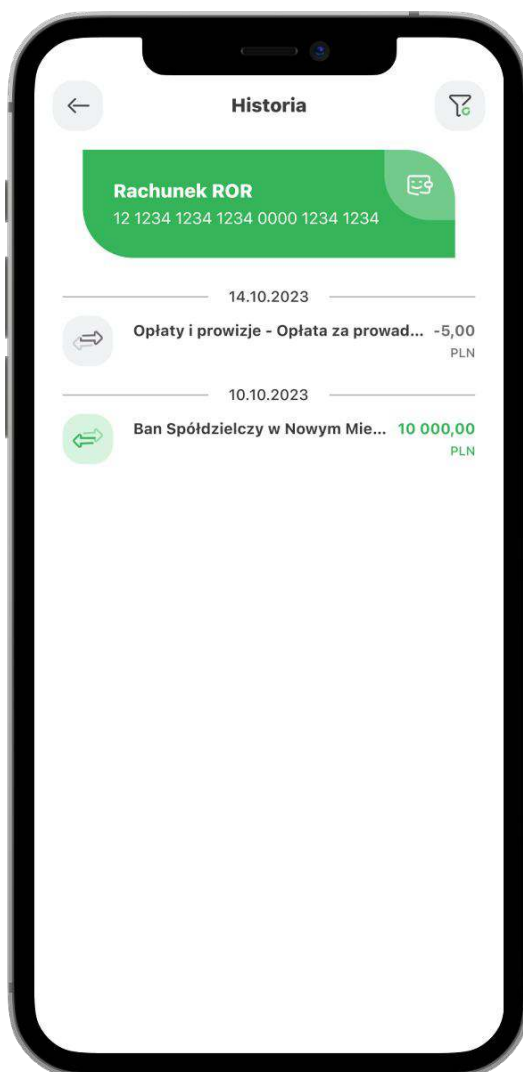 Historia
Rachunek ROR
12 1234 1234 1234 0000 1234 1234
14.10.2023
Opłaty i prowizje - Opłata za prowad... -5,00
PLN
10.10.2023
Ban Spółdzielczy w Nowym Mie... 10 000,00
PLN